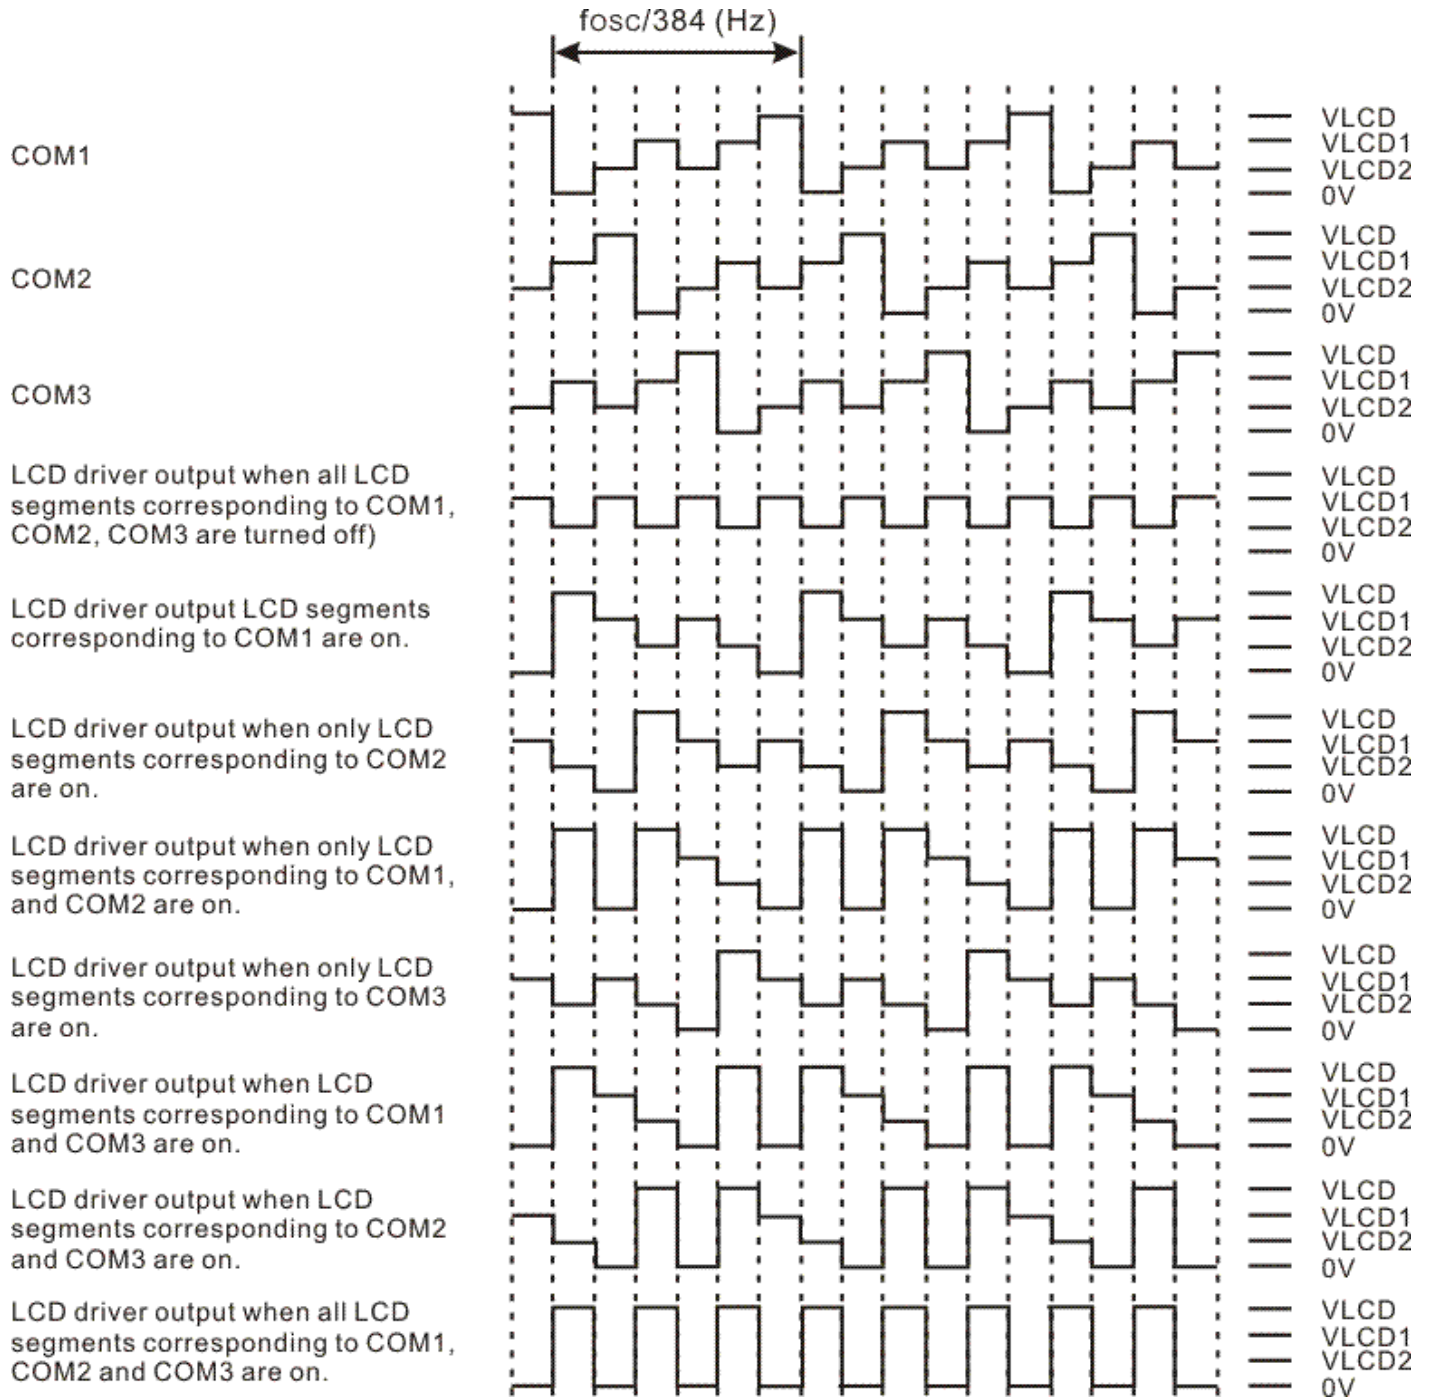 fosc/384 (Hz)
COM1
VLCD
VLCD1
VLCD2
0V
COM2
VLCD
VLCD1
VLCD2
0V
COM3
VLCD
VLCD1
VLCD2
0V
LCD driver output when all LCD
segments corresponding to COM1,
COM2, COM3 are turned off)
VLCD
VLCD1
VLCD2
0V
LCD driver output LCD segments
corresponding to COM1 are on.
VLCD
VLCD1
VLCD2
0V
LCD driver output when only LCD
segments corresponding to COM2
are on.
VLCD
VLCD1
VLCD2
0V
LCD driver output when only LCD
segments corresponding to COM1,
and COM2 are on.
VLCD
VLCD1
VLCD2
0V
LCD driver output when only LCD
segments corresponding to COM3
are on.
VLCD
VLCD1
VLCD2
0V
LCD driver output when LCD
segments corresponding to COM1
and COM3 are on.
VLCD
VLCD1
VLCD2
0V
LCD driver output when LCD
segments corresponding to COM2
and COM3 are on.
VLCD
VLCD1
VLCD2
0V
LCD driver output when all LCD
segments corresponding to COM1,
COM2 and COM3 are on.
VLCD
VLCD1
VLCD2
0V